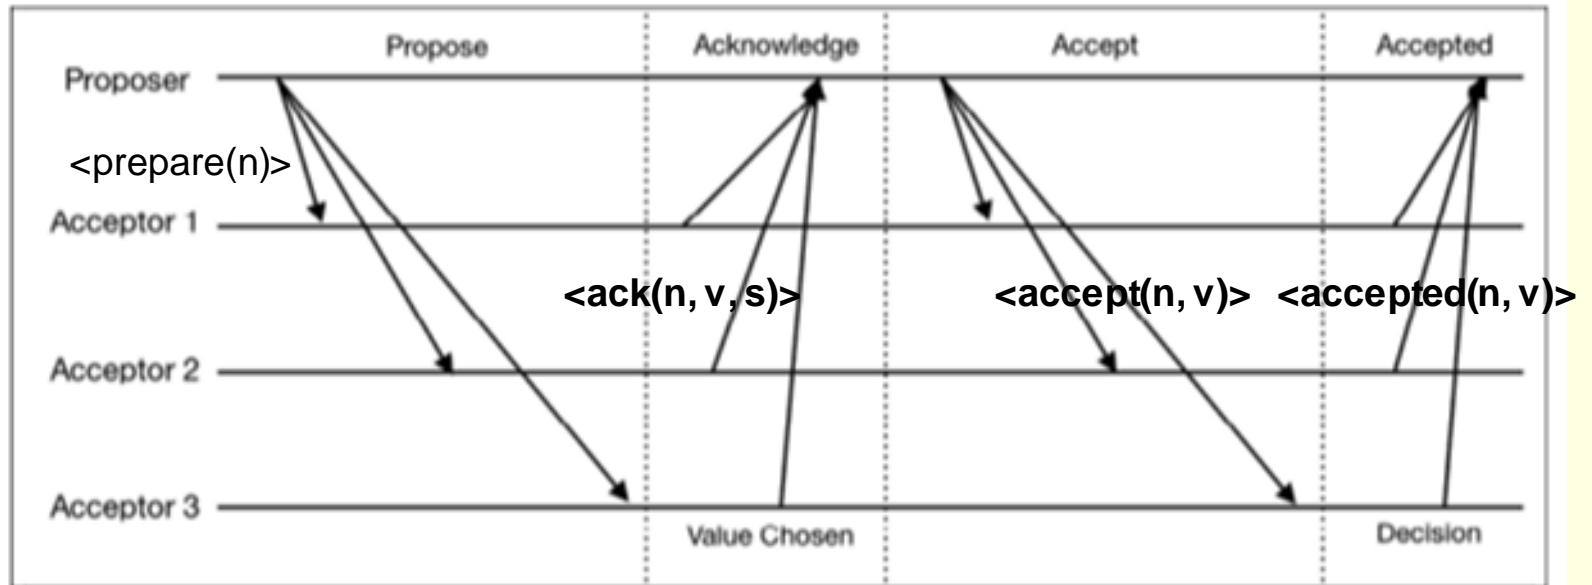 Propose Acknowledge Accept Accepted
Proposer
<prepare(n)>
Acceptor 1
<ack(n, v,s)> <accept(n, v)> <accepted(n, v)>
Acceptor 2
Acceptor 3
Value Chosen Decision